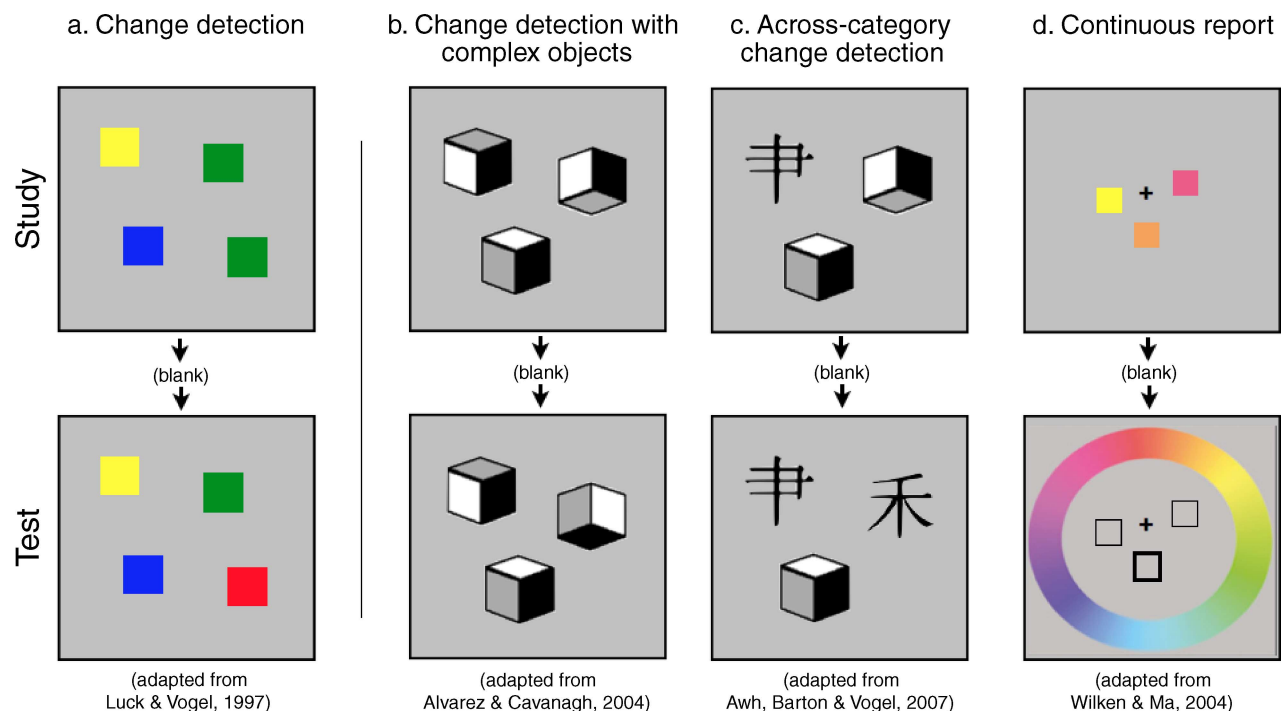 a. Change detection
b. Change detection with
complex objects
c. Across-category
change detection
d. Continuous report
Study
(blank)
(blank)
(blank)
(blank)
Test
禾
(adapted from
Luck & Vogel, 1997)
(adapted from
Alvarez & Cavanagh, 2004)
(adapted from
Awh, Barton & Vogel, 2007)
(adapted from
Wilken & Ma, 2004)